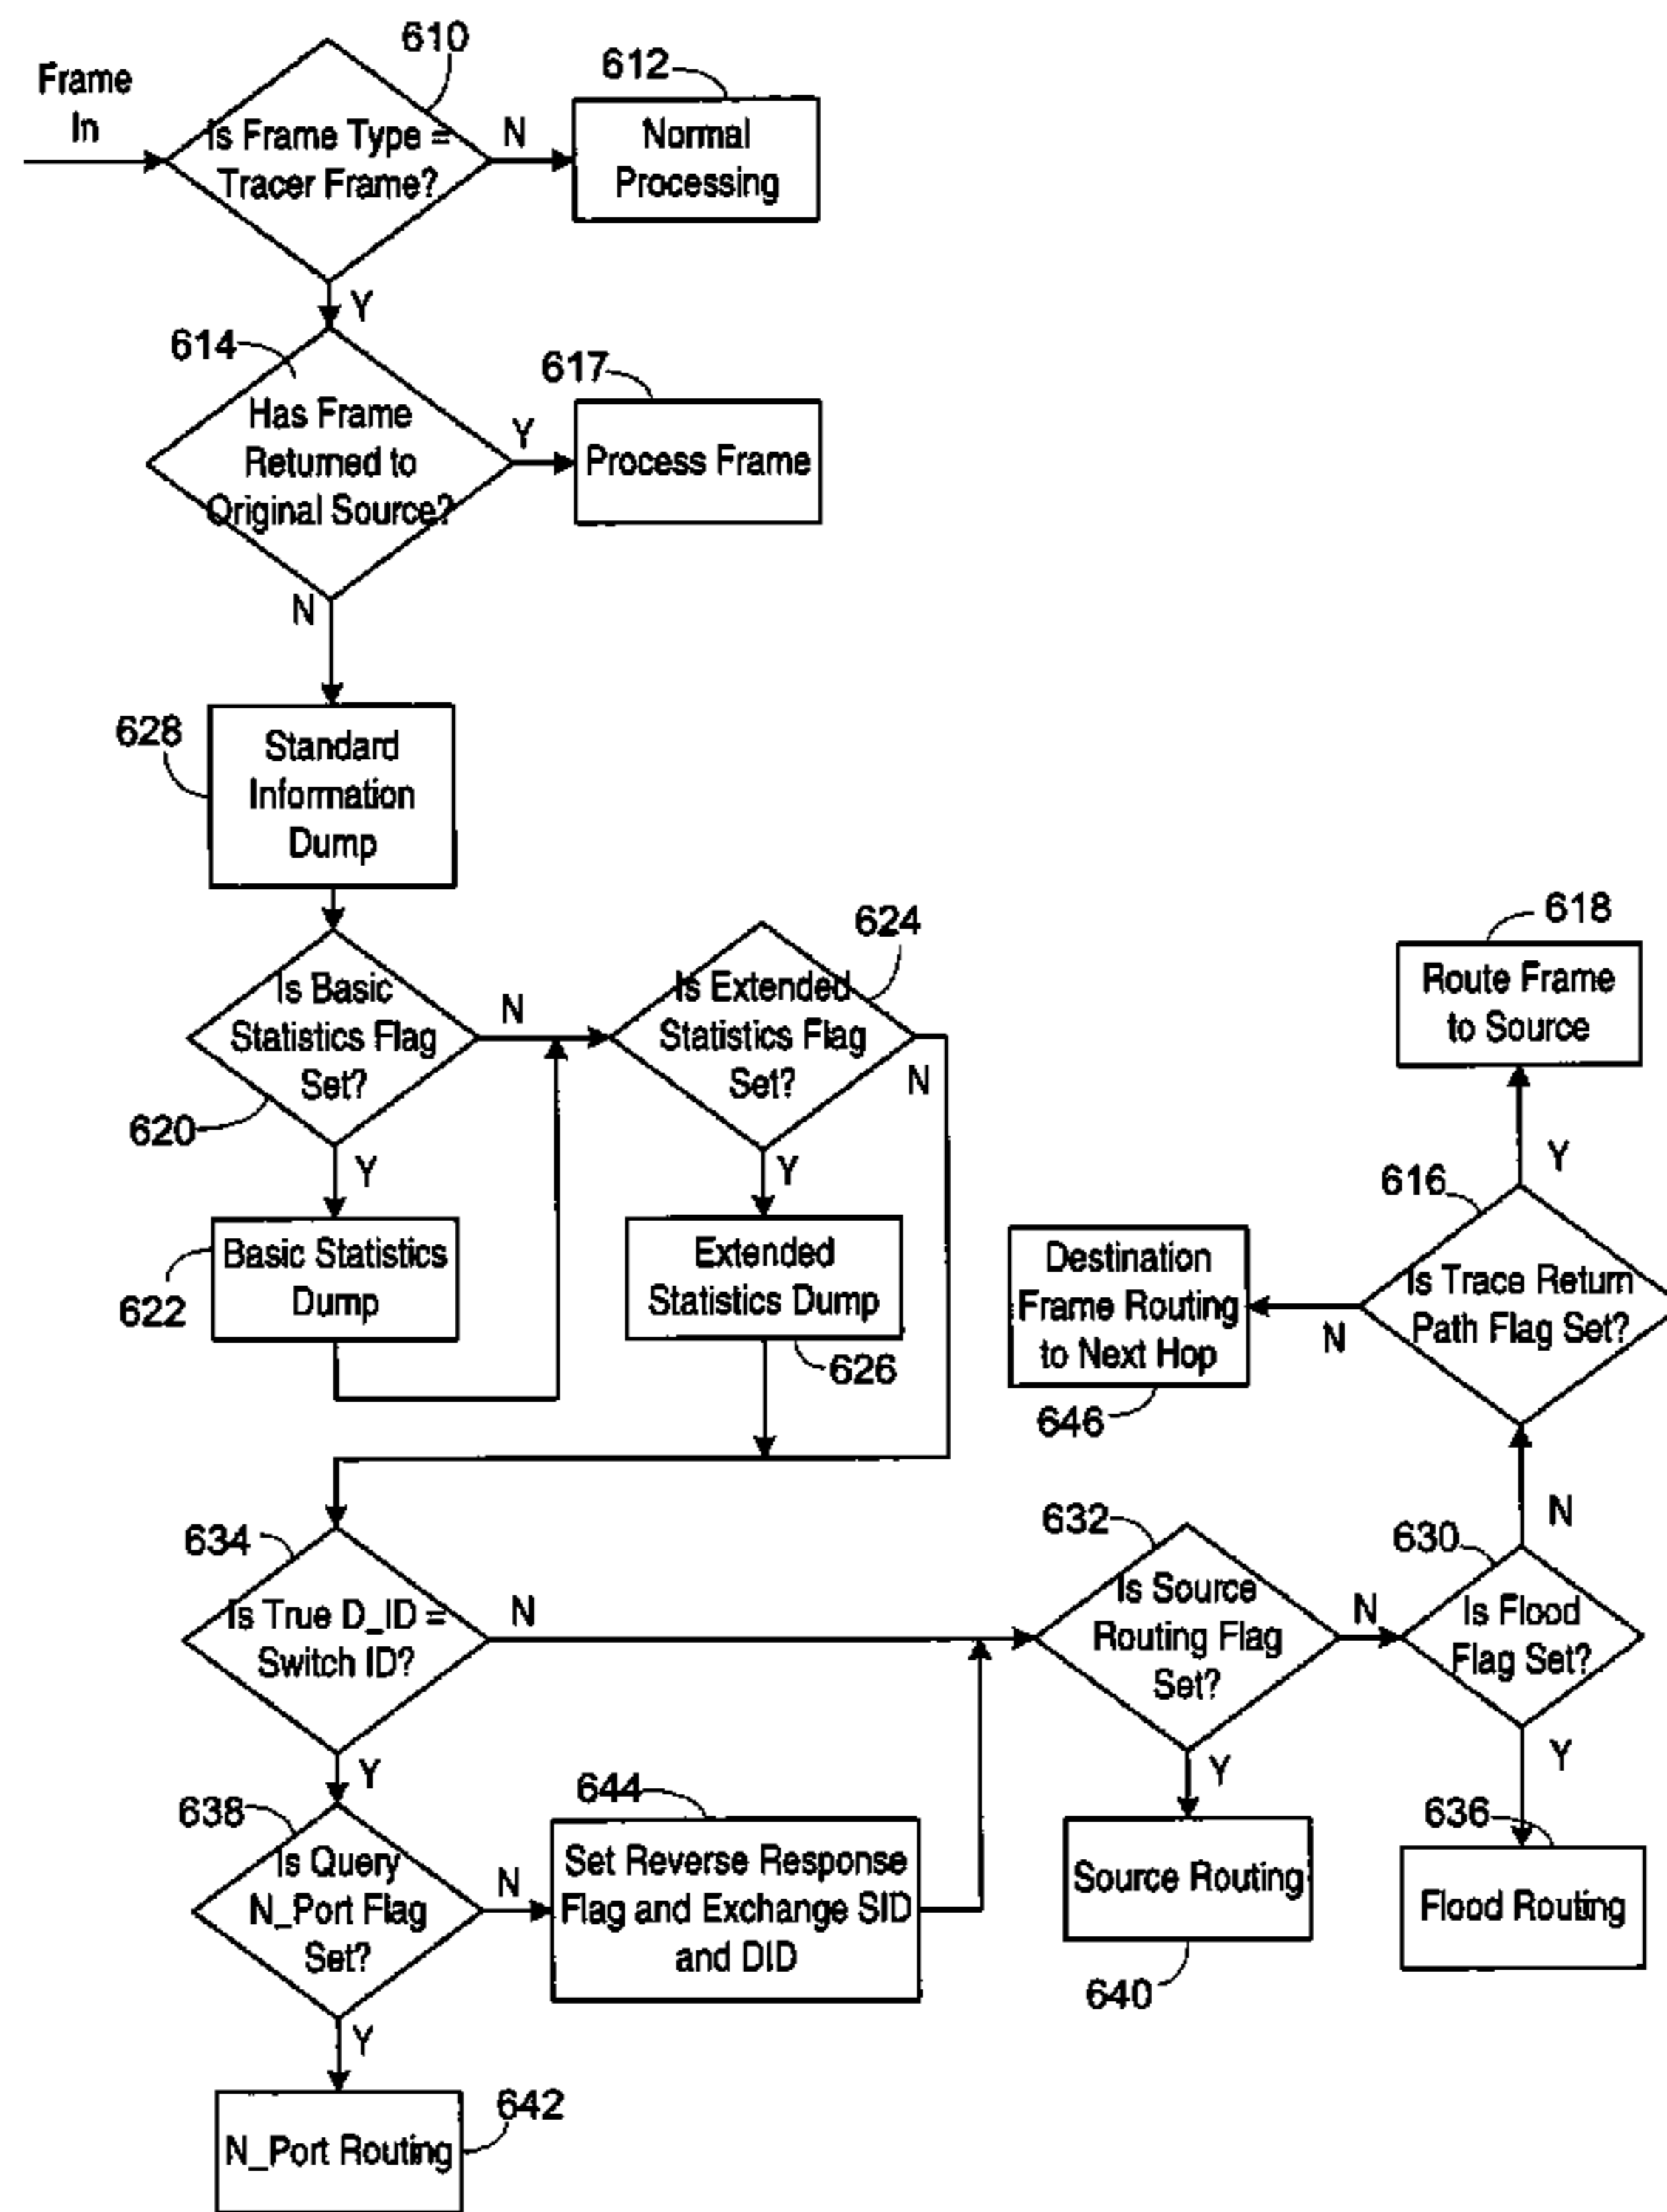 610
Frame
In
Is Frame Type =
Tracer Frame?
N
612
Normal
Processing
Y
614
Has Frame
Returned to
Original Source?
Y
617
Process Frame
N
628
Standard
Information
Dump
Is Basic
Statistics Flag
Set?
620
N
624
Is Extended
Statistics Flag
Set?
N
Y
622
Basic Statistics
Dump
Y
Extended
Statistics Dump
626
618
Route Frame
to Source
Y
616
Is Trace Return
Path Flag Set?
N
Destination
Frame Routing
to Next Hop
646
N
634
Is True D_ID =
Switch ID?
N
632
Is Source
Routing Flag
Set?
N
630
Is Flood
Flag Set?
Y
638
Is Query
N_Port Flag
Set?
N
644
Set Reverse Response
Flag and Exchange SID
and DID
Y
Source Routing
640
Y
636
Flood Routing
Y
642
N_Port Routing